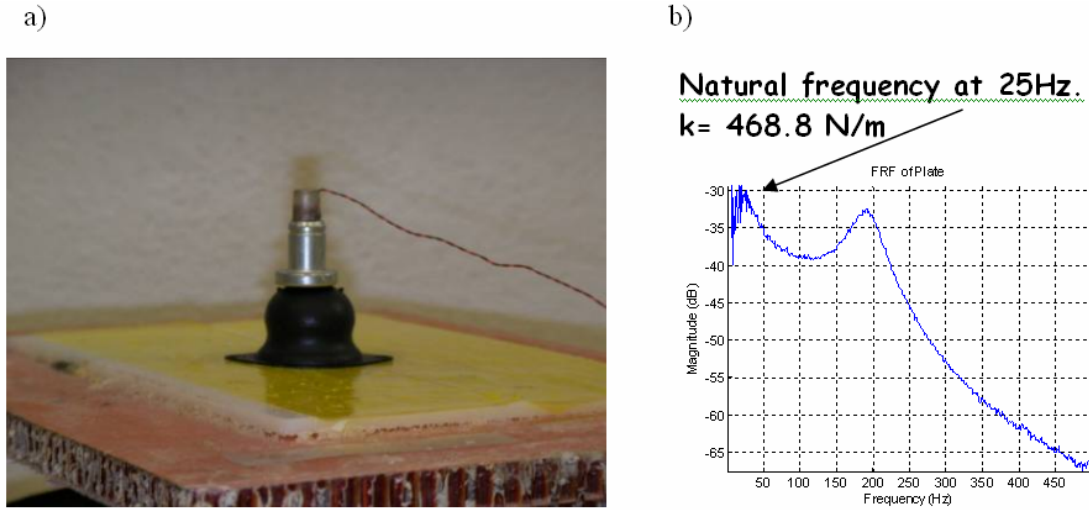 a)
b)
Natural frequency at 25Hz.
k= 468.8 N/m
FRF of Plate
Magnitude (dB)
-30
-35
-40
-45
-50
-55
-60
-65
50 100 150 200 250 300 350 400 450
Frequency (Hz)